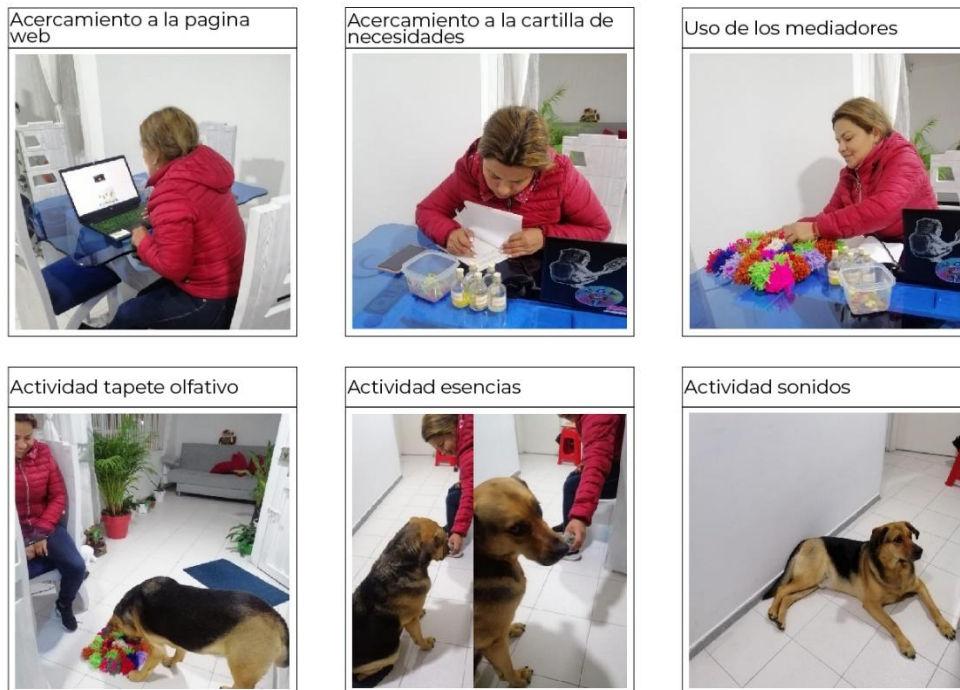 Acercamiento a la pagina
web
Acercamiento a la cartilla de
necesidades
Uso de los mediadores
Actividad tapete olfativo
Actividad esencias
Actividad sonidos